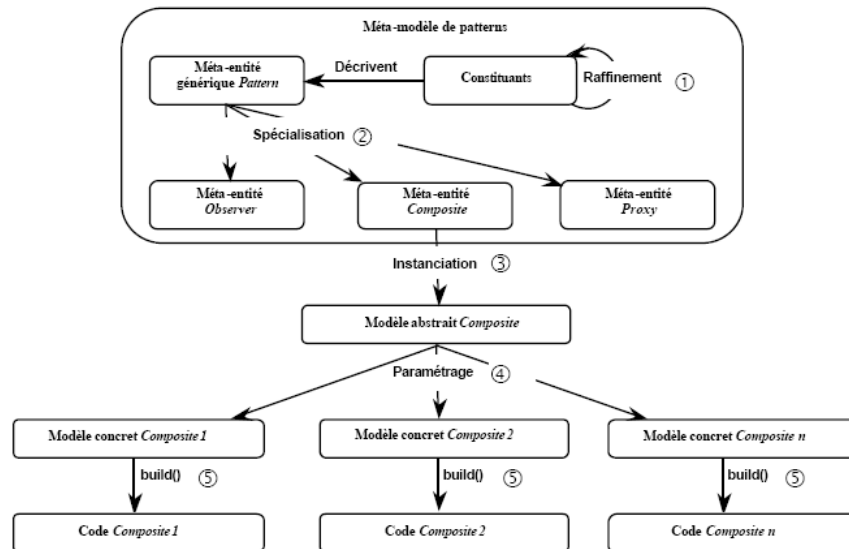 Méta-modèle de patterns
Méta-entité
générique Pattern
Décrivent
Constituants
Raffinement ①
Spécialisation ②
Méta-entité
Observer
Méta-entité
Composite
Méta-entité
Proxy
Instanciation ③
Modèle abstrait Composite
Paramétrage ④
Modèle concret Composite 1
Modèle concret Composite 2
Modèle concret Composite n
build() ⑤
build() ⑤
build() ⑤
Code Composite 1
Code Composite 2
Code Composite n